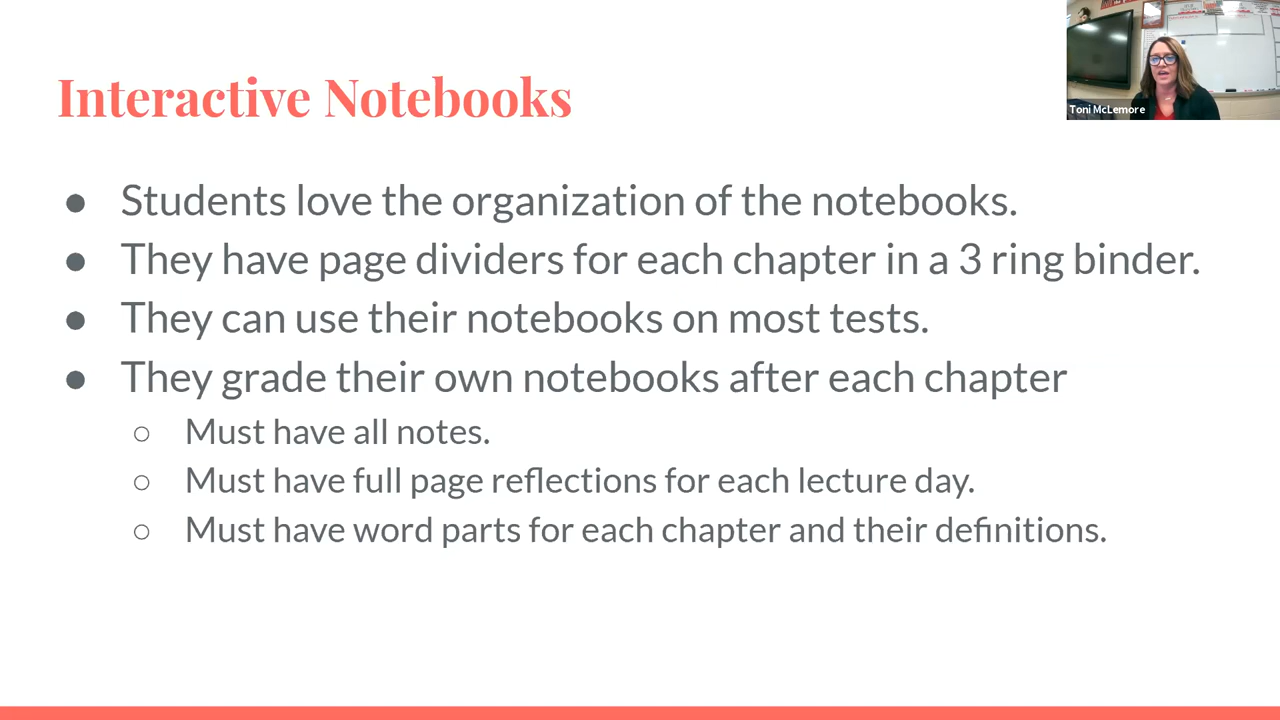 Interactive Notebooks
Toni McLemore
● Students love the organization of the notebooks.
● They have page dividers for each chapter in a 3 ring binder.
● They can use their notebooks on most tests.
● They grade their own notebooks after each chapter
○ Must have all notes.
○ Must have full page reflections for each lecture day.
○ Must have word parts for each chapter and their definitions.